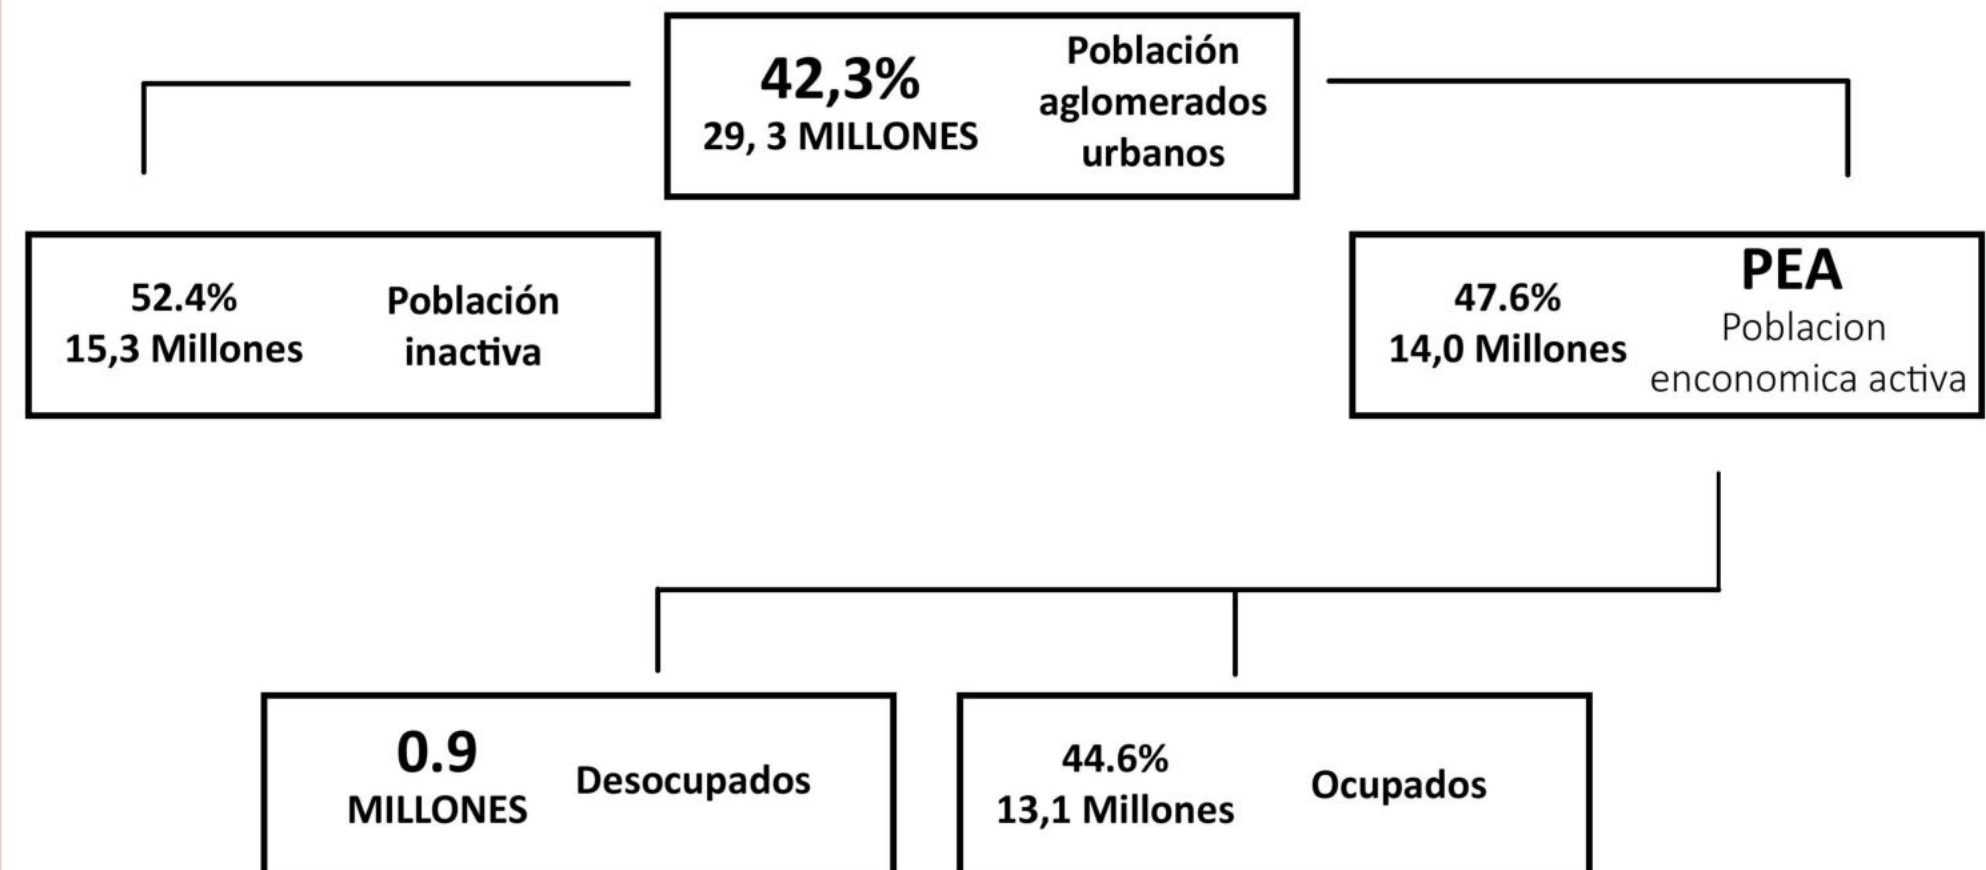 42,3%
29, 3 MILLONES
Población
aglomerados
urbanos
52.4%
15,3 Millones
Población
inactiva
47.6%
14,0 Millones
PEA
Poblacion
enconomica activa
0.9
MILLONES
Desocupados
44.6%
13,1 Millones
Ocupados